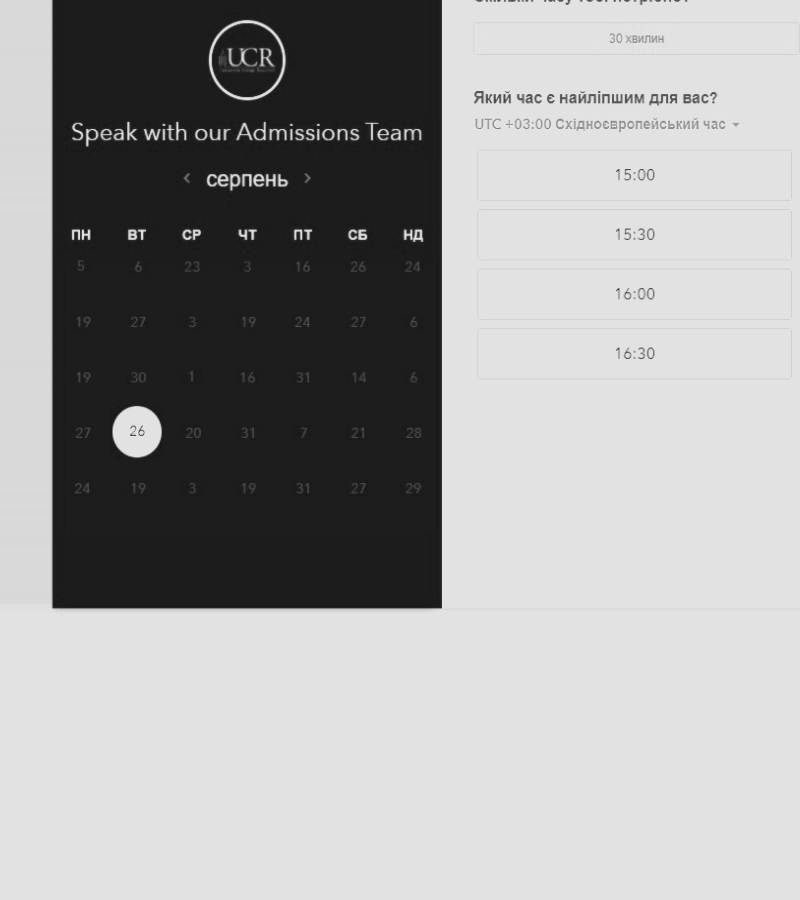 UCR
Speak with our Admissions Team
серпень
ПН ВТ СР ЧТ ПТ СБ НД
5 6 23 3 16 26 24
19 27 3 19 24 27 6
19 30 1 16 31 14 6
27 26 20 31 7 21 28
24 19 3 19 31 27 29
30 хвилин
Який час є найліпшим для вас?
UTC +03:00 Східноєвропейський час
15:00
15:30
16:00
16:30